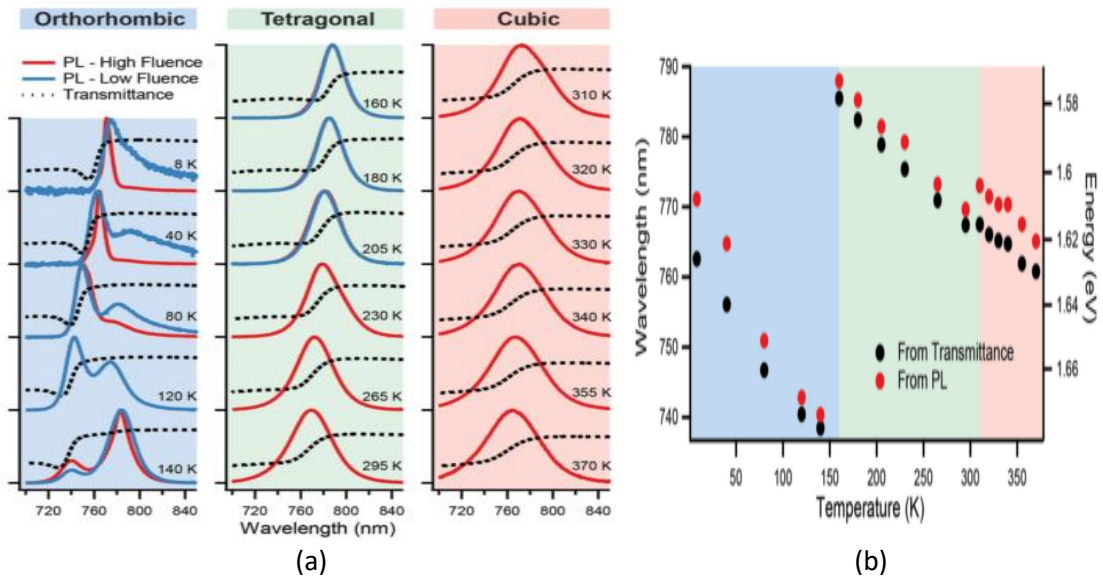 Orthorhombic
Tetragonal
Cubic
PL - High Fluence
PL - Low Fluence
Transmittance
8 K
40 K
80 K
120 K
140 K
160 K
180 K
205 K
230 K
265 K
295 K
310 K
320 K
330 K
340 K
355 K
370 K
720 760 800 840
720 760 800 840
720 760 800 840
Wavelength (nm)
(a)
790
780
770
760
750
740
Wavelength (nm)
1.58
1.6
1.62
1.64
1.66
Energy (eV)
From Transmittance
From PL
50 100 150 200 250 300 350
Temperature (K)
(b)